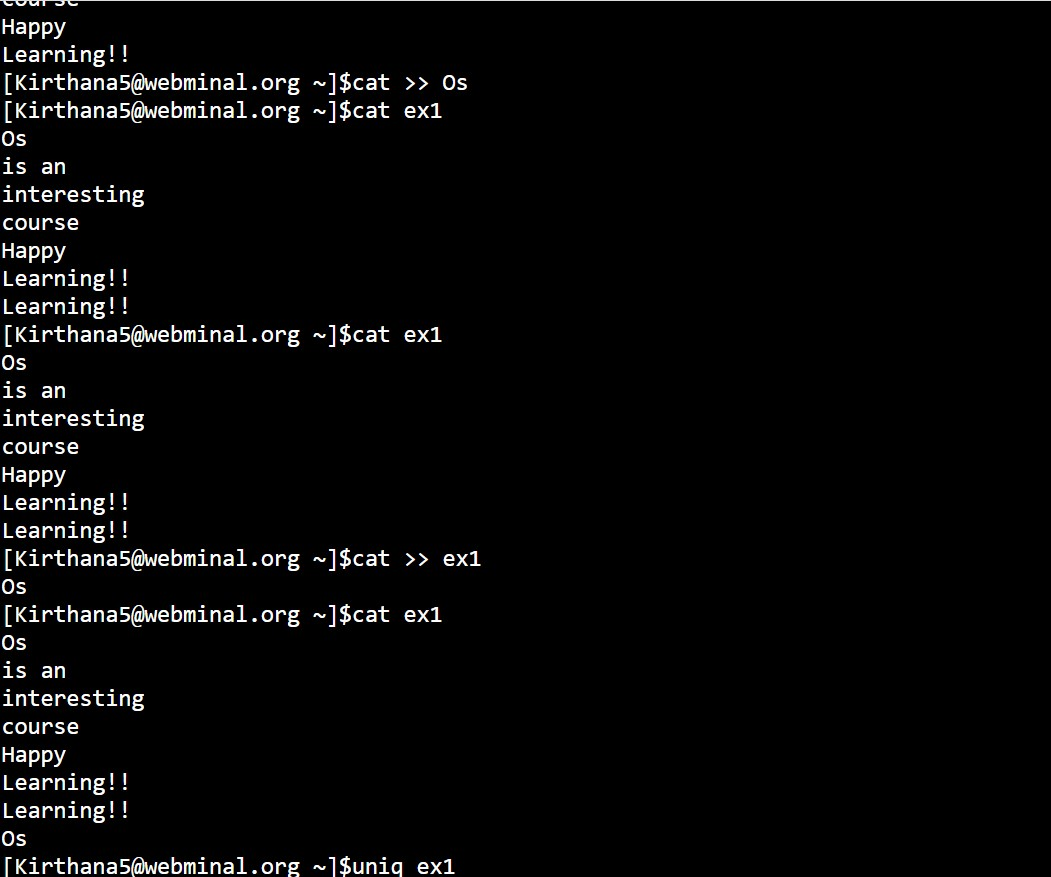 course
Happy
Learning!!
[Kirthana5@webminal.org ~]$cat >> Os
[Kirthana5@webminal.org ~]$cat ex1
Os
is an
interesting
course
Happy
Learning!!
Learning!!
[Kirthana5@webminal.org ~]$cat ex1
Os
is an
interesting
course
Happy
Learning!!
Learning!!
[Kirthana5@webminal.org ~]$cat >> ex1
Os
[Kirthana5@webminal.org ~]$cat ex1
Os
is an
interesting
course
Happy
Learning!!
Learning!!
Os
[Kirthana5@webminal.org ~]$uniq ex1